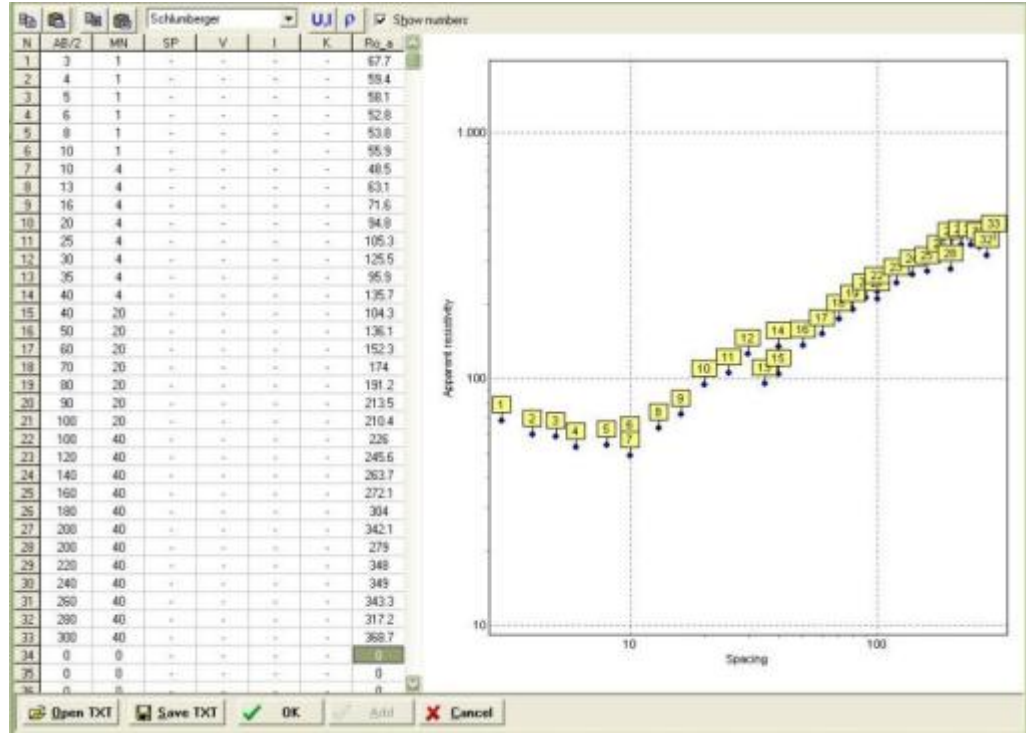 Schlumberger U,I ρ Show numbers
N AB/2 MN SP V I K Ro_a
1 3 1 - - - - 67.7
2 4 1 - - - - 59.4
3 5 1 - - - - 58.1
4 6 1 - - - - 52.8
5 8 1 - - - - 53.8
6 10 1 - - - - 55.9
7 10 4 - - - - 48.5
8 13 4 - - - - 63.1
9 16 4 - - - - 71.6
10 20 4 - - - - 94.8
11 25 4 - - - - 105.3
12 30 4 - - - - 125.5
13 35 4 - - - - 95.9
14 40 4 - - - - 135.7
15 40 20 - - - - 104.3
16 50 20 - - - - 136.1
17 60 20 - - - - 152.3
18 70 20 - - - - 174
19 80 20 - - - - 191.2
20 90 20 - - - - 213.5
21 100 20 - - - - 210.4
22 100 40 - - - - 226
23 120 40 - - - - 245.6
24 140 40 - - - - 263.7
25 160 40 - - - - 272.1
26 180 40 - - - - 304
27 200 40 - - - - 342.1
28 200 40 - - - - 279
29 220 40 - - - - 348
30 240 40 - - - - 349
31 260 40 - - - - 343.3
32 280 40 - - - - 317.2
33 300 40 - - - - 368.7
34 0 0 - - - - 0
35 0 0 - - - - 0
36 0 0 - - - - 0
1.000
100
10
Apparent resistivity
1 2 3 4 5 6 7 8 9 10 11 12 13 14 15 16 17 18 19 22 23 24 25 28 32 33
10 100
Spacing
Open TXT Save TXT OK Add Cancel